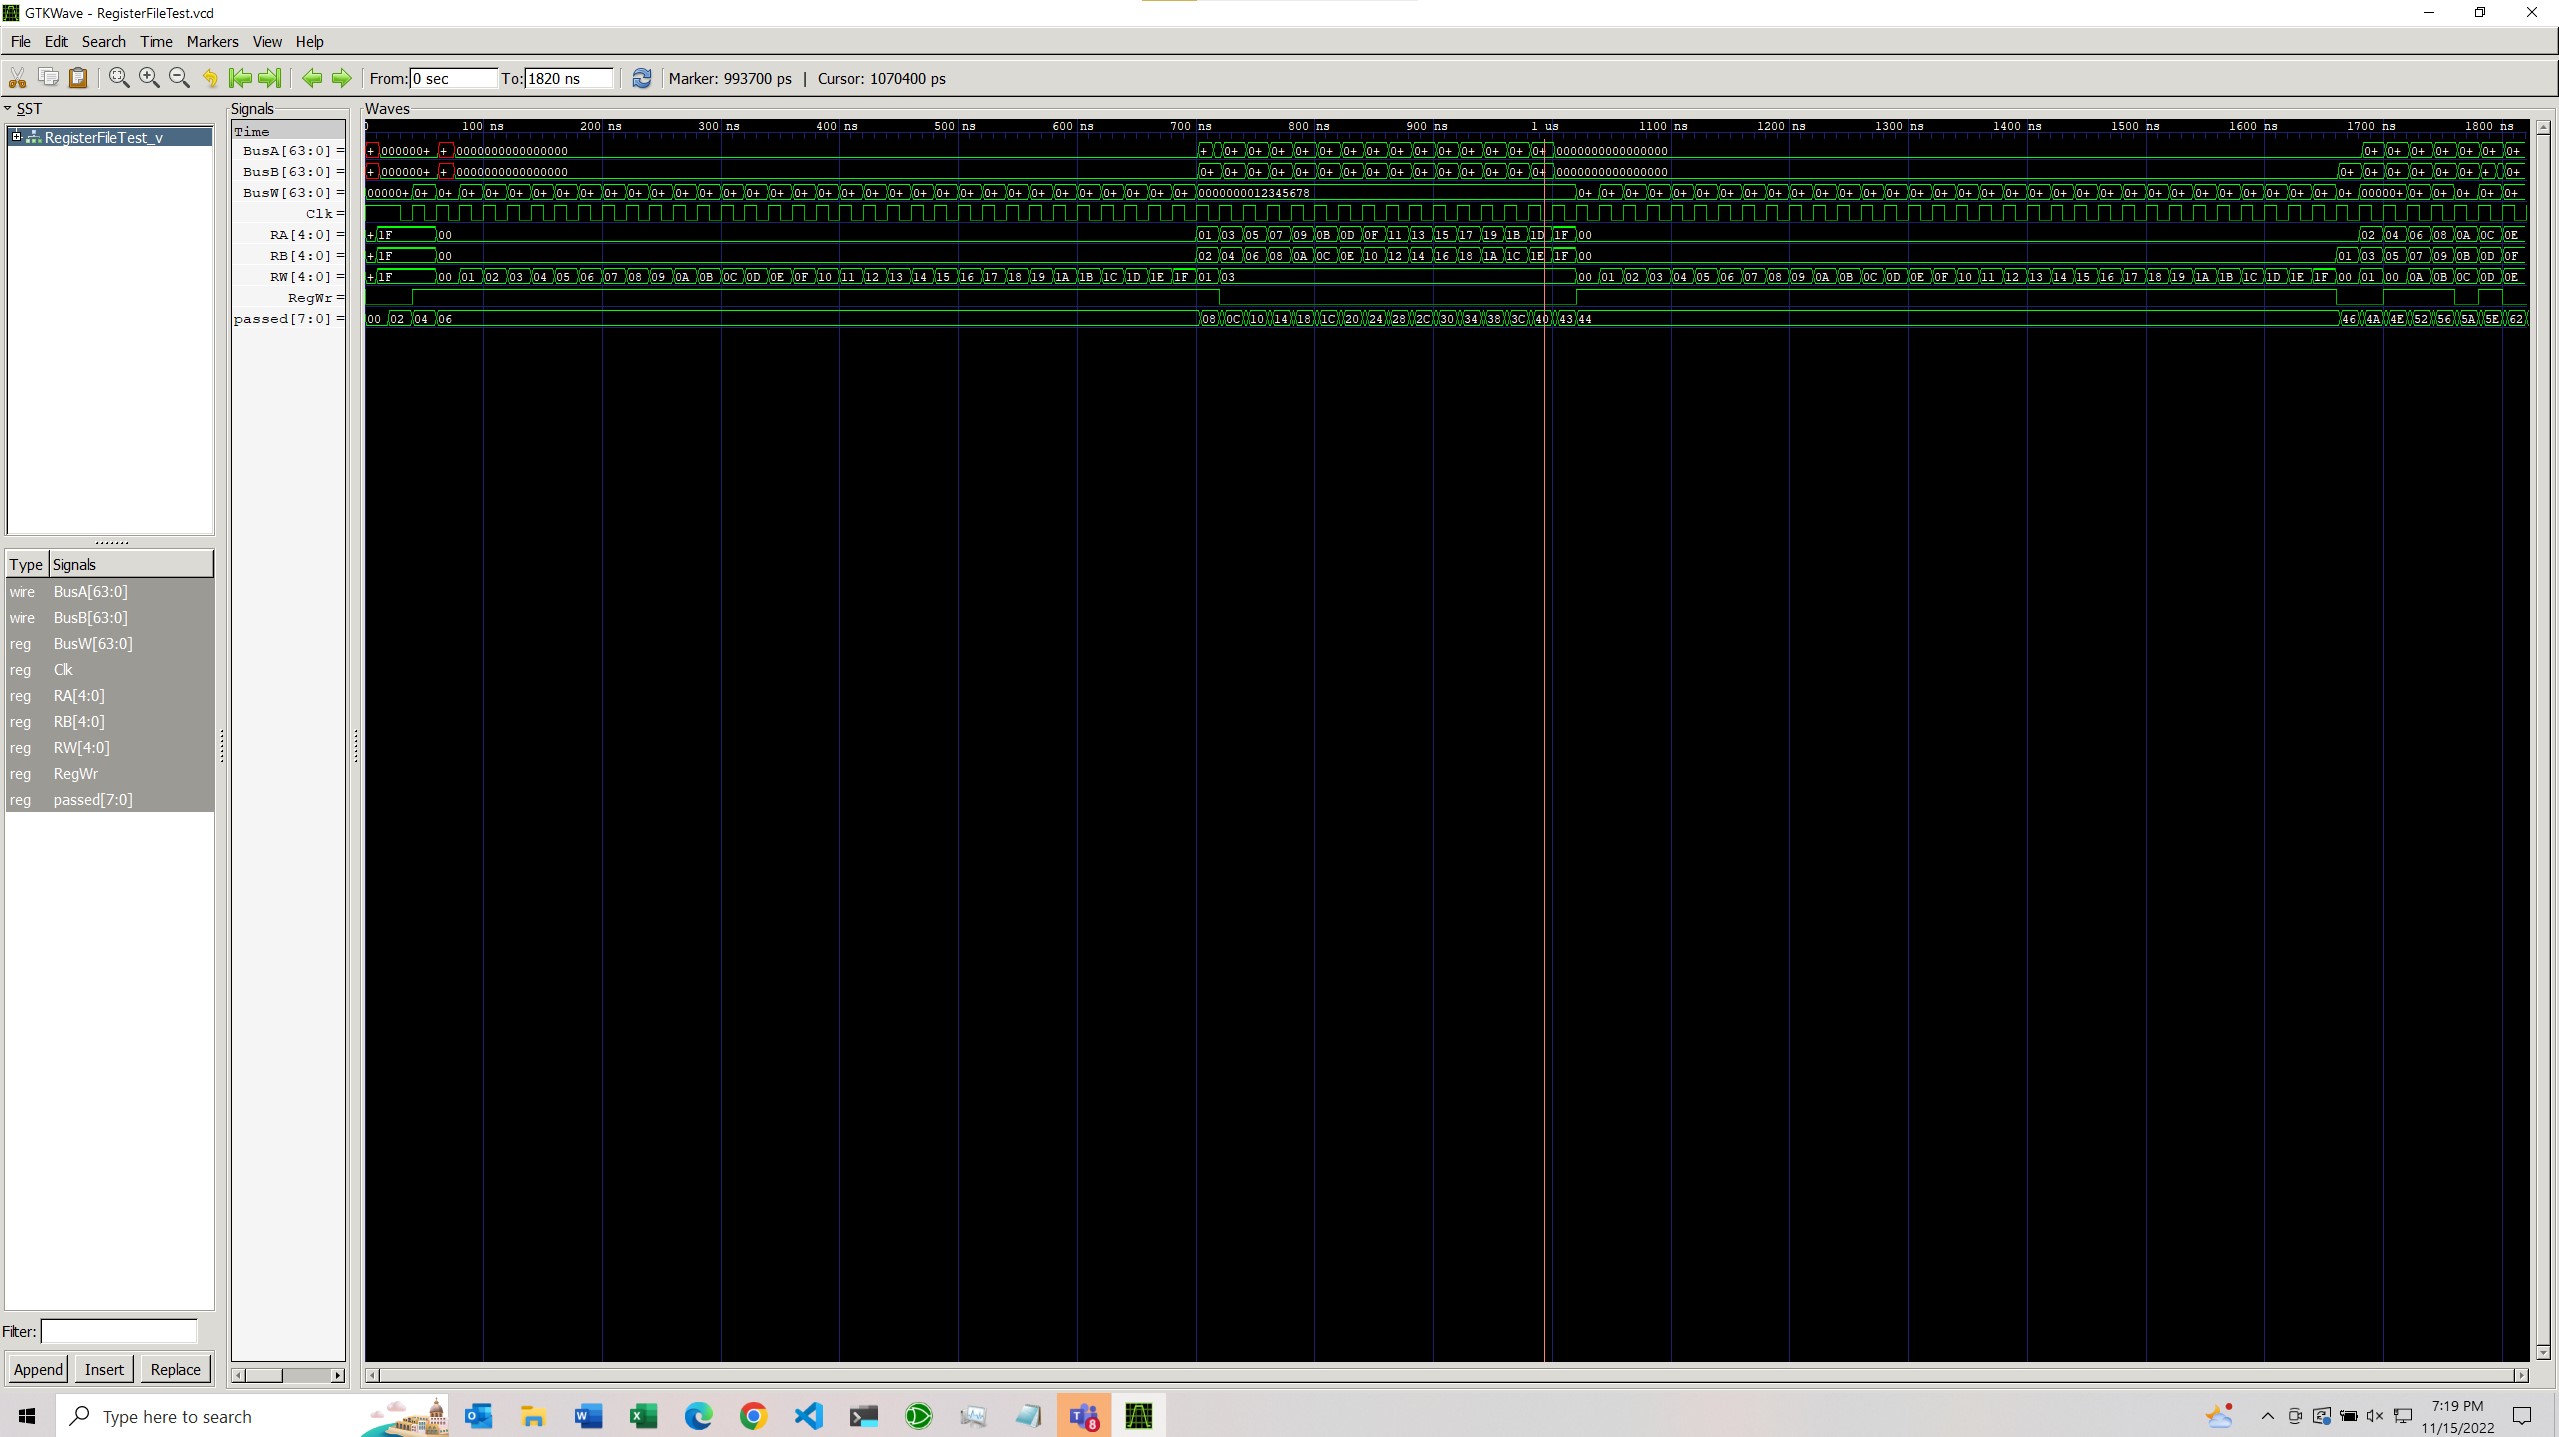 GTKWave - RegisterFileTest.vcd
File Edit Search Time Markers View Help
From: 0 sec To: 1820 ns Marker: 993700 ps | Cursor: 1070400 ps
SST
RegisterFileTest_v
Type Signals
wire BusA[63:0]
wire BusB[63:0]
reg BusW[63:0]
reg Clk
reg RA[4:0]
reg RB[4:0]
reg RW[4:0]
reg RegWr
reg passed[7:0]
Filter:
Append Insert Replace
Signals
Time
BusA[63:0] =
BusB[63:0] =
BusW[63:0] =
Clk =
RA[4:0] =
RB[4:0] =
RW[4:0] =
RegWr =
passed[7:0] =
Waves
0 100 ns 200 ns 300 ns 400 ns 500 ns 600 ns 700 ns 800 ns 900 ns 1 us 1100 ns 1200 ns 1300 ns 1400 ns 1500 ns 1600 ns 1700 ns 1800 ns
+ 000000+ + 0000000000000000 + 0+ 0+ 0+ 0+ 0+ 0+ 0+ 0+ 0+ 0+ 0+ 0+ 0+ 0+ 0000000000000000 0+ 0+ 0+ 0+ 0+ 0+ 0+
+ 000000+ + 0000000000000000 0+ 0+ 0+ 0+ 0+ 0+ 0+ 0+ 0+ 0+ 0+ 0+ 0+ 0+ 0+ 0000000000000000 0+ 0+ 0+ 0+ 0+ 0+ + 0+
00000+ 0+ 0+ 0+ 0+ 0+ 0+ 0+ 0+ 0+ 0+ 0+ 0+ 0+ 0+ 0+ 0+ 0+ 0+ 0+ 0+ 0+ 0+ 0+ 0+ 0+ 0+ 0+ 0+ 0+ 0+ 0+ 0+ 0+ 0000000012345678 0+ 0+ 0+ 0+ 0+ 0+ 0+ 0+ 0+ 0+ 0+ 0+ 0+ 0+ 0+ 0+ 0+ 0+ 0+ 0+ 0+ 0+ 0+ 0+ 0+ 0+ 0+ 0+ 0+ 0+ 0+ 0+ 0+ 00000+ 0+ 0+ 0+ 0+ 0+ 0+
+ 1F 00 01 03 05 07 09 0B 0D 0F 11 13 15 17 19 1B 1D 1F 00 02 04 06 08 0A 0C 0E
+ 1F 00 02 04 06 08 0A 0C 0E 10 12 14 16 18 1A 1C 1E 1F 00 01 03 05 07 09 0B 0D 0F
+ 1F 00 01 02 03 04 05 06 07 08 09 0A 0B 0C 0D 0E 0F 10 11 12 13 14 15 16 17 18 19 1A 1B 1C 1D 1E 1F 01 03 00 01 02 03 04 05 06 07 08 09 0A 0B 0C 0D 0E 0F 10 11 12 13 14 15 16 17 18 19 1A 1B 1C 1D 1E 1F 00 01 00 0A 0B 0C 0D 0E
00 02 04 06 08 0C 10 14 18 1C 20 24 28 2C 30 34 38 3C 40 43 44 46 4A 4E 52 56 5A 5E 62
Type here to search
8
7:19 PM
11/15/2022